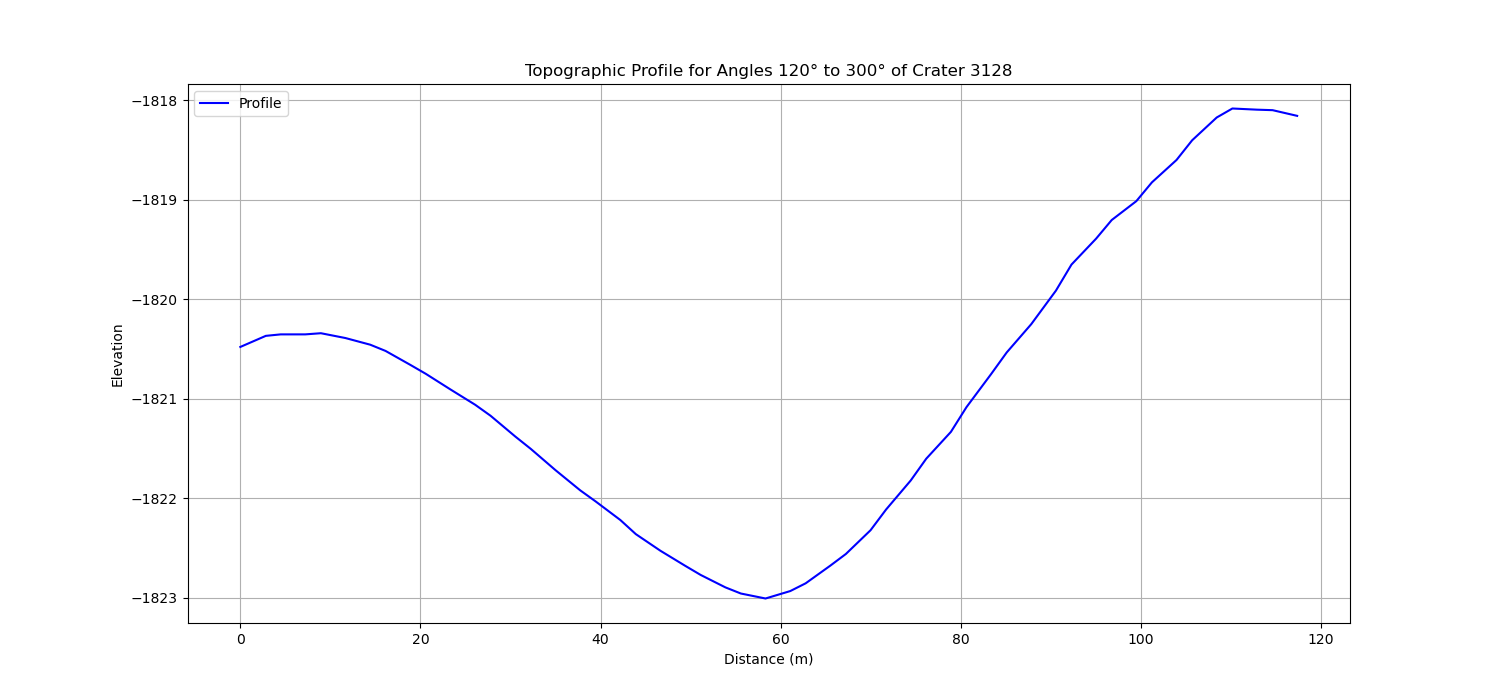 Topographic Profile for Angles 120° to 300° of Crater 3128
Profile
−1818
−1819
−1820
−1821
−1822
−1823
Elevation
0 20 40 60 80 100 120
Distance (m)